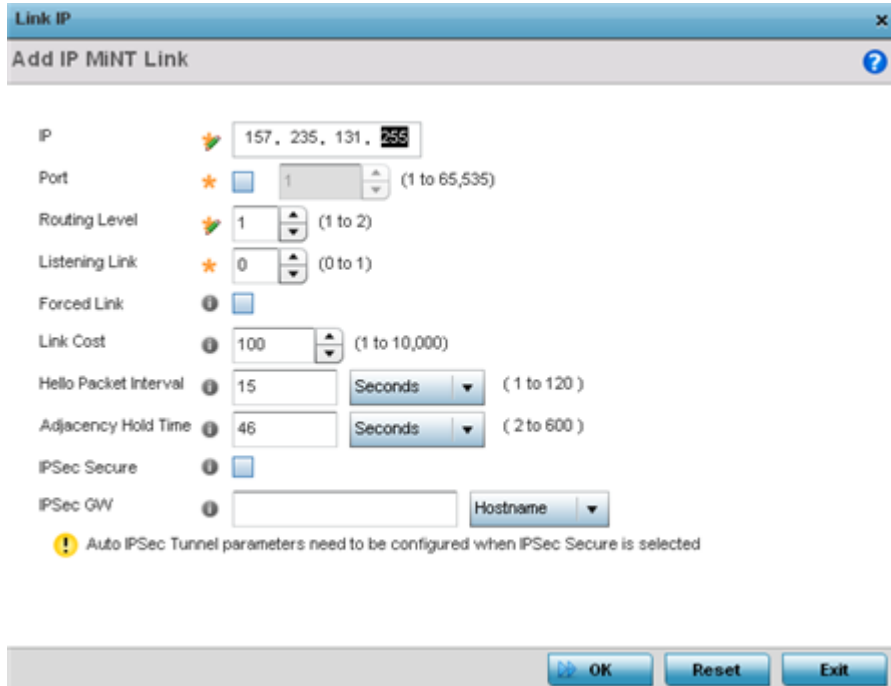 Link IP
Add IP MiNT Link
IP 157. 235. 131. 255
Port 1 (1 to 65,535)
Routing Level 1 (1 to 2)
Listening Link 0 (0 to 1)
Forced Link
Link Cost 100 (1 to 10,000)
Hello Packet Interval 15 Seconds ( 1 to 120 )
Adjacency Hold Time 46 Seconds ( 2 to 600 )
IPSec Secure
IPSec GW Hostname
Auto IPSec Tunnel parameters need to be configured when IPSec Secure is selected
OK Reset Exit